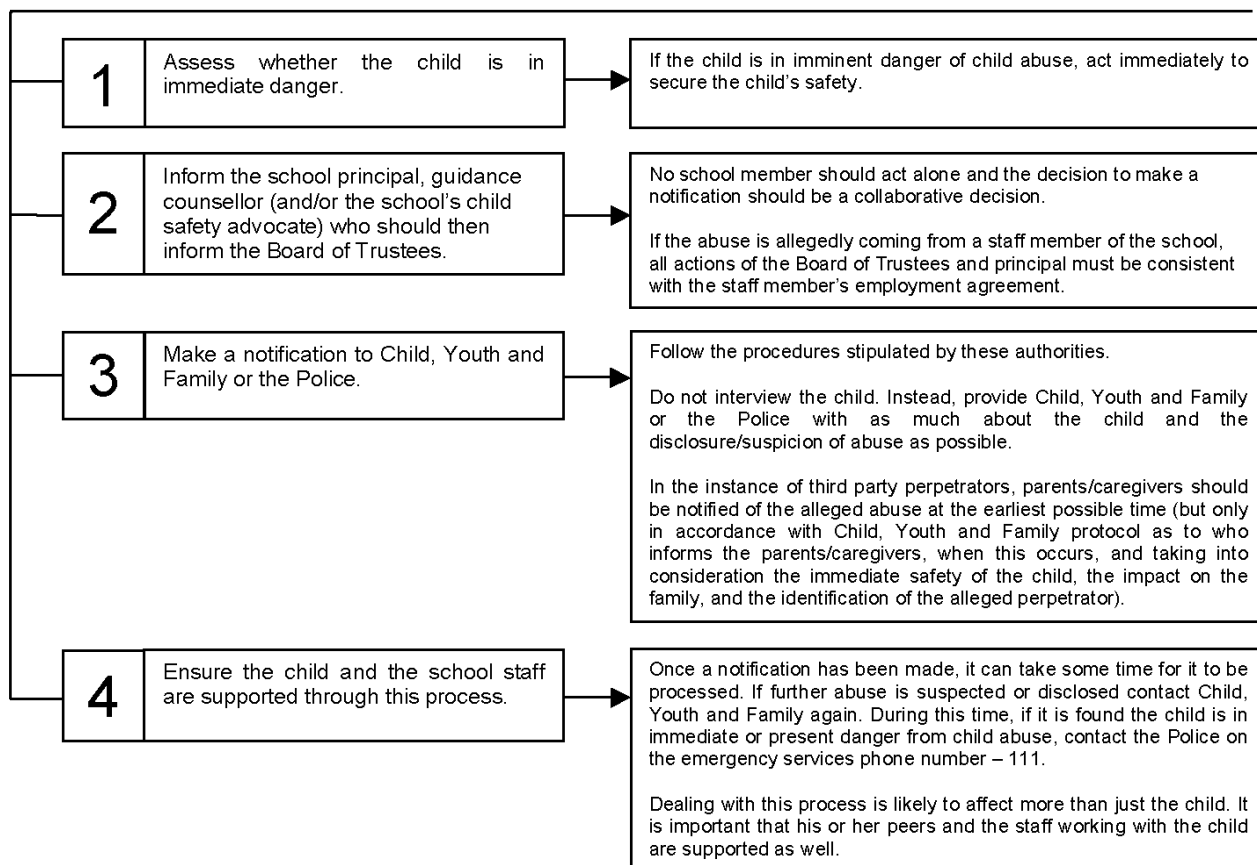 1
Assess whether the child is in
immediate danger.
If the child is in imminent danger of child abuse, act immediately to
secure the child's safety.
2
Inform the school principal, guidance
counsellor (and/or the school's child
safety advocate) who should then
inform the Board of Trustees.
No school member should act alone and the decision to make a
notification should be a collaborative decision.
If the abuse is allegedly coming from a staff member of the school,
all actions of the Board of Trustees and principal must be consistent
with the staff member's employment agreement.
3
Make a notification to Child, Youth and
Family or the Police.
Follow the procedures stipulated by these authorities.
Do not interview the child. Instead, provide Child, Youth and Family
or the Police with as much about the child and the
disclosure/suspicion of abuse as possible.
In the instance of third party perpetrators, parents/caregivers should
be notified of the alleged abuse at the earliest possible time (but only
in accordance with Child, Youth and Family protocol as to who
informs the parents/caregivers, when this occurs, and taking into
consideration the immediate safety of the child, the impact on the
family, and the identification of the alleged perpetrator).
4
Ensure the child and the school staff
are supported through this process.
Once a notification has been made, it can take some time for it to be
processed. If further abuse is suspected or disclosed contact Child,
Youth and Family again. During this time, if it is found the child is in
immediate or present danger from child abuse, contact the Police on
the emergency services phone number – 111.
Dealing with this process is likely to affect more than just the child. It
is important that his or her peers and the staff working with the child
are supported as well.